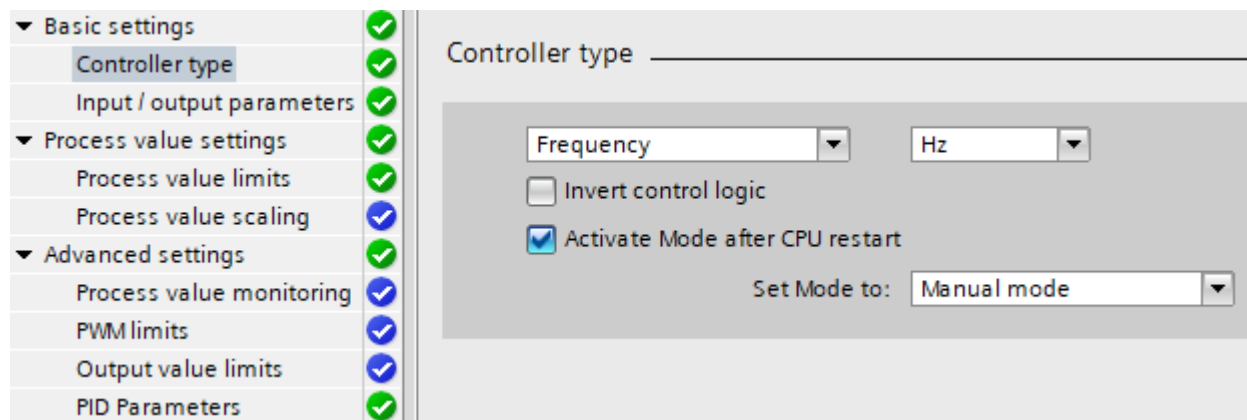 Basic settings
Controller type
Input / output parameters
Process value settings
Process value limits
Process value scaling
Advanced settings
Process value monitoring
PWM limits
Output value limits
PID Parameters
Controller type
Frequency
Hz
Invert control logic
Activate Mode after CPU restart
Set Mode to:
Manual mode